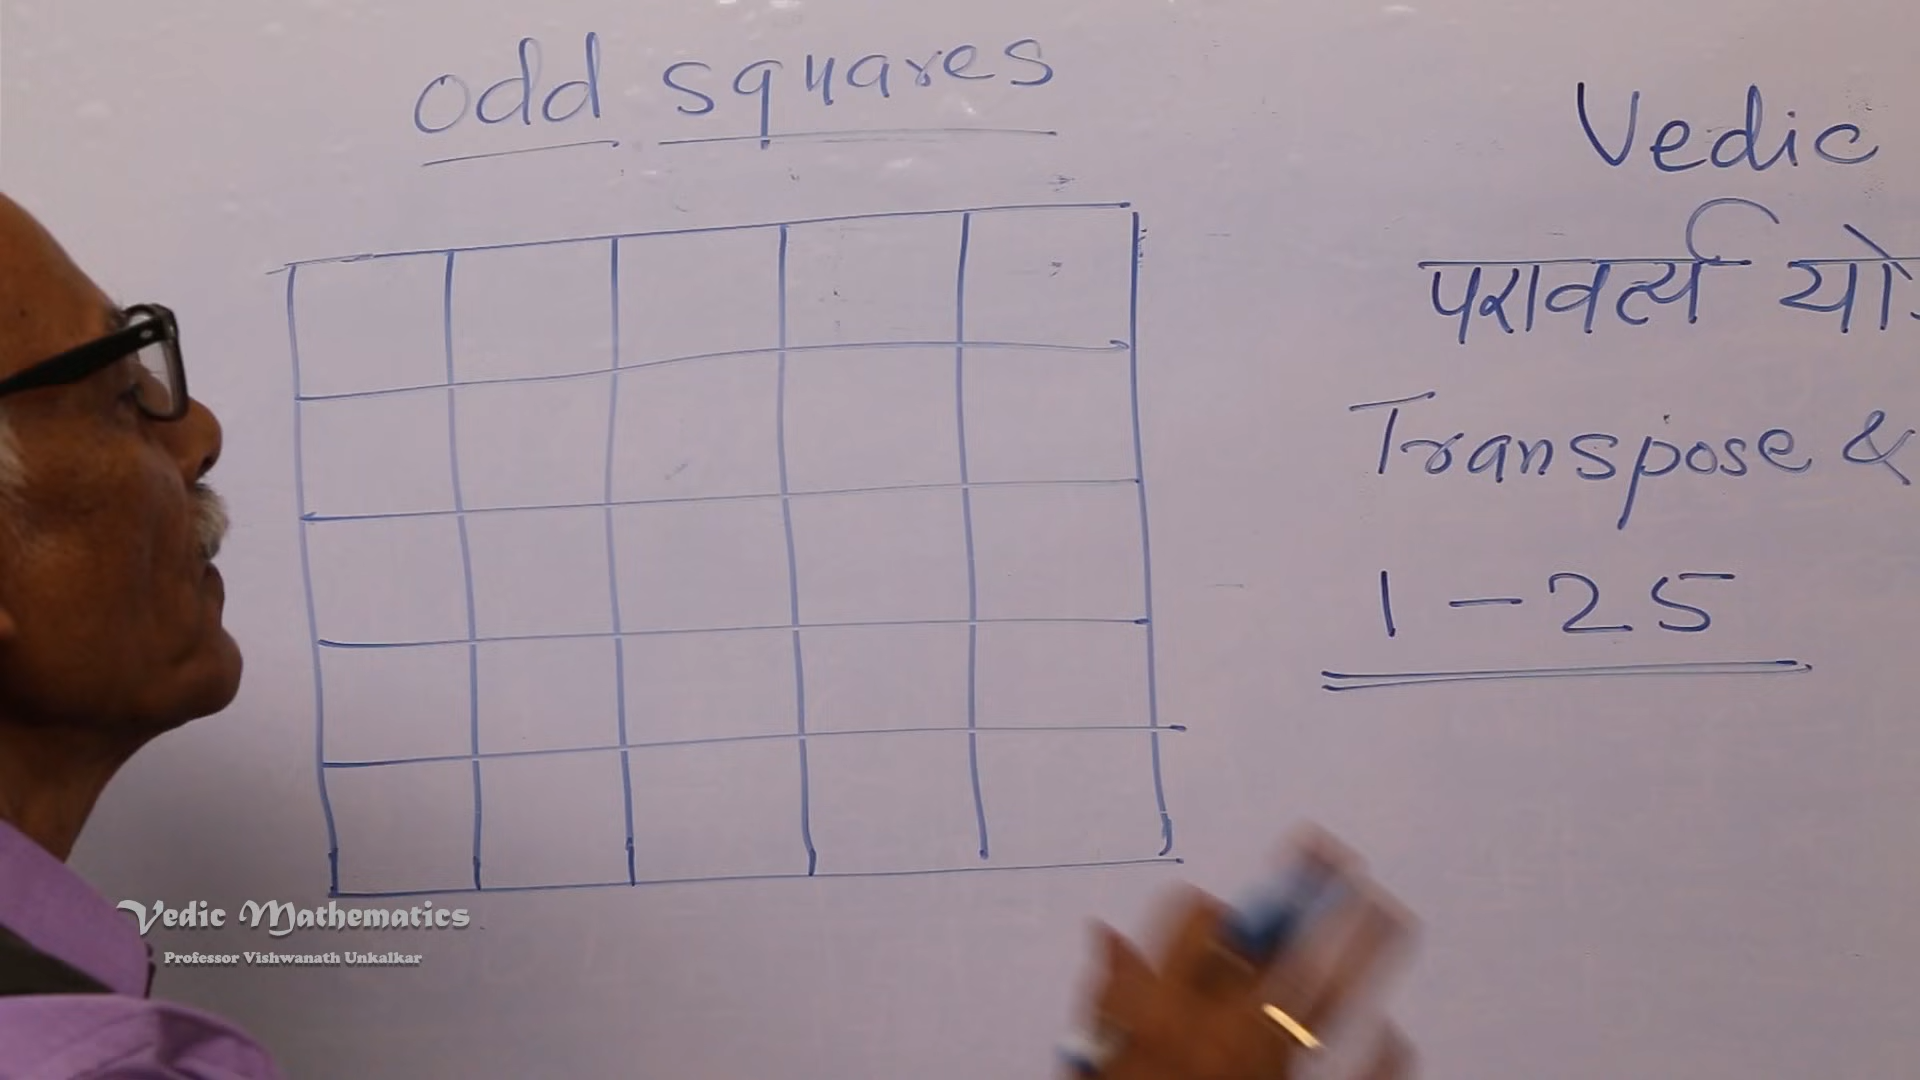 odd squares
Vedic
परावर्त्य
Transpose &
1-25
Vedic Mathematics
Professor Vishwanath Unkalkar